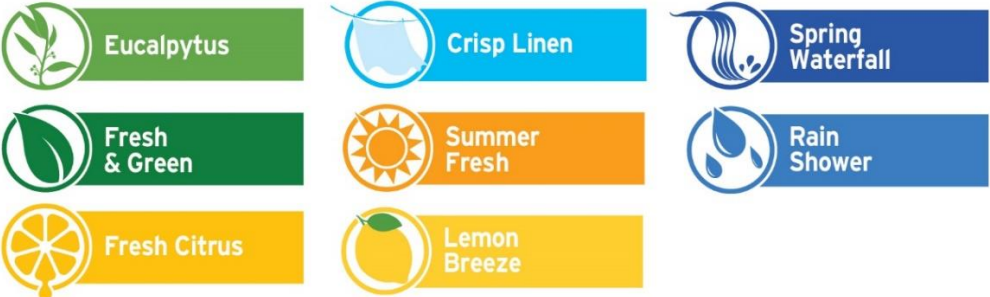 Eucalpytus
Crisp Linen
Spring
Waterfall
Fresh
& Green
Summer
Fresh
Rain
Shower
Fresh Citrus
Lemon
Breeze